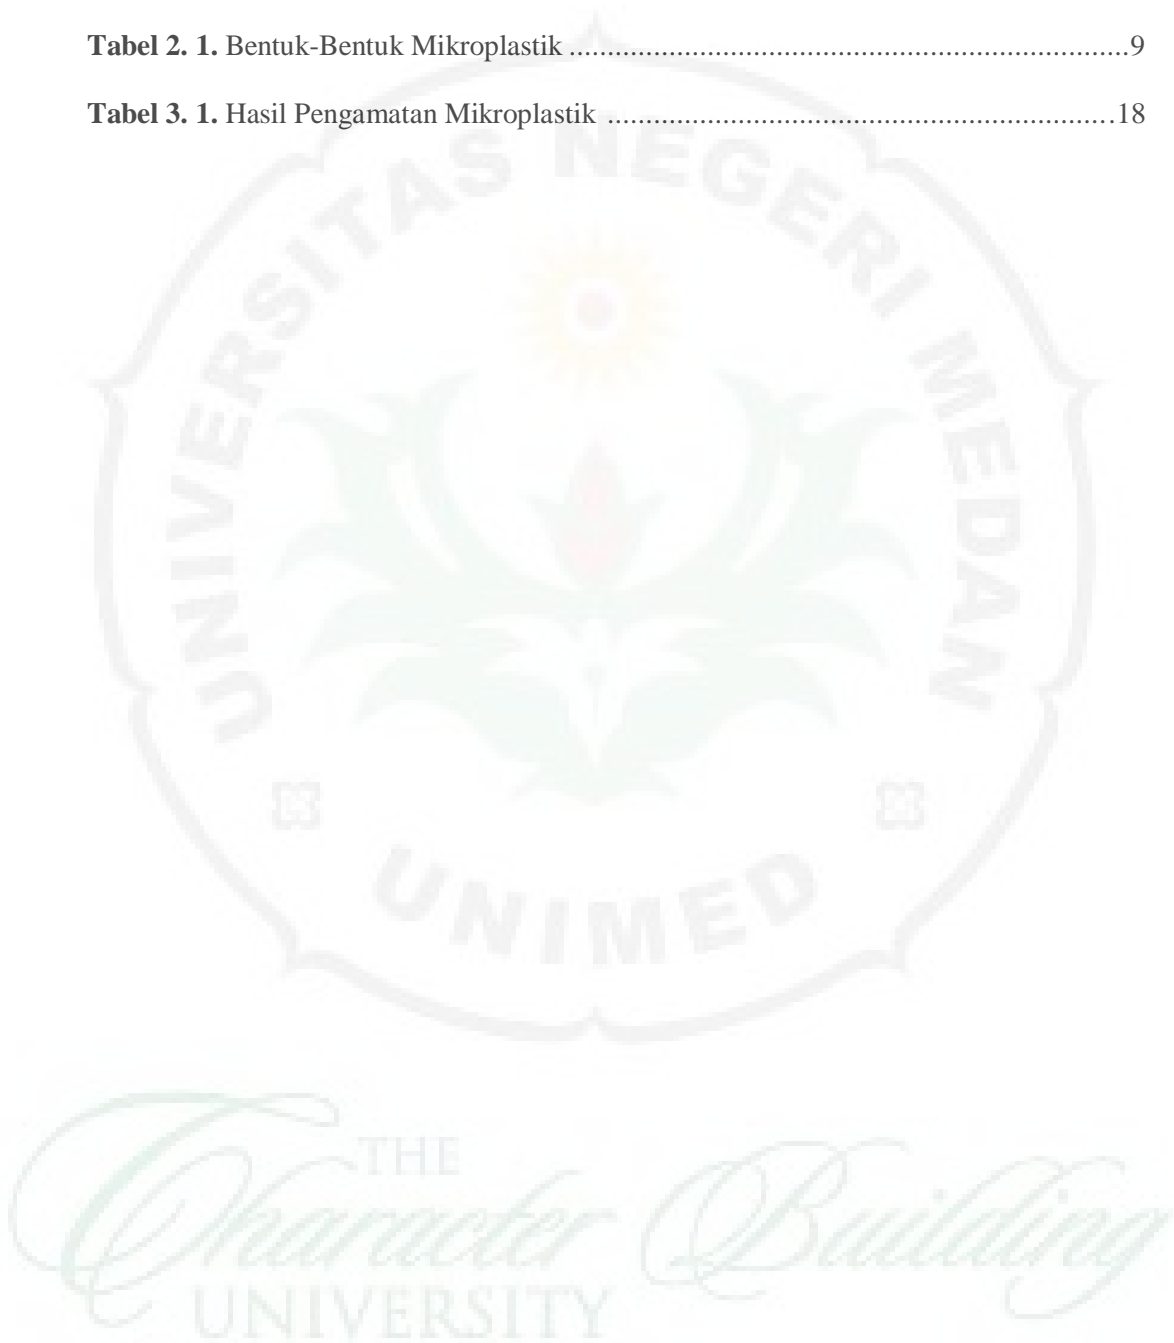 Tabel 2. 1. Bentuk-Bentuk Mikroplastik ........................................................................9
Tabel 3. 1. Hasil Pengamatan Mikroplastik .................................................................18
UNIVERSITAS NEGERI MEDAN
UNIMED
THE
Character Building
UNIVERSITY